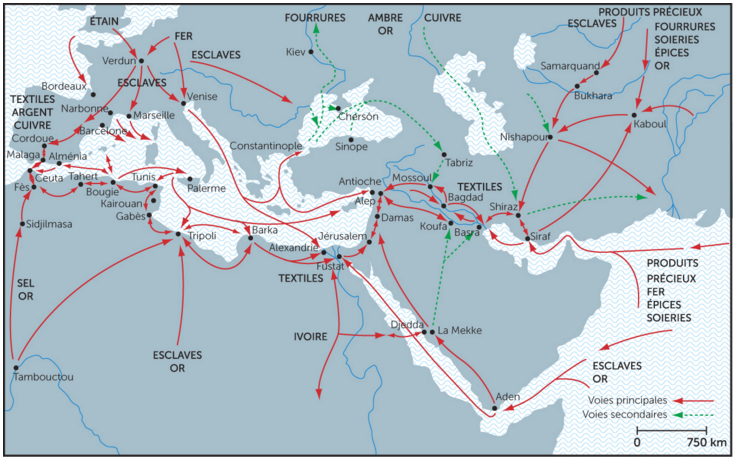 ÉTAIN
FER
ESCLAVES
FOURRURES
AMBRE
OR
CUIVRE
PRODUITS PRÉCIEUX
ESCLAVES
FOURRURES
SOIERIES
ÉPICES
OR
Kiev
Verdun
ESCLAVES
Samarquand
Bukhara
Bordeaux
Venise
TEXTILES
ARGENT
CUIVRE
Narbonne
Marseille
Barcelone
Chersôn
Kaboul
Nishapour
Cordoue
Constantinople
Sinope
Malaga
Alménia
Tabriz
Ceuta
Tahert
Tunis
Palerme
Antioche
Mossoul
TEXTILES
Fès
Bougie
Kairouan
Alep
Bagdad
Shiraz
Gabès
Damas
Koufa
Basra
Siraf
Sidjilmasa
Tripoli
Barka
Jérusalem
Alexandrie
Fustat
TEXTILES
PRODUITS
PRÉCIEUX
FER
ÉPICES
SOIERIES
SEL
OR
IVOIRE
Djedda
La Mekke
ESCLAVES
OR
Tambouctou
ESCLAVES
OR
Aden
Voies principales
Voies secondaires
0 750 km